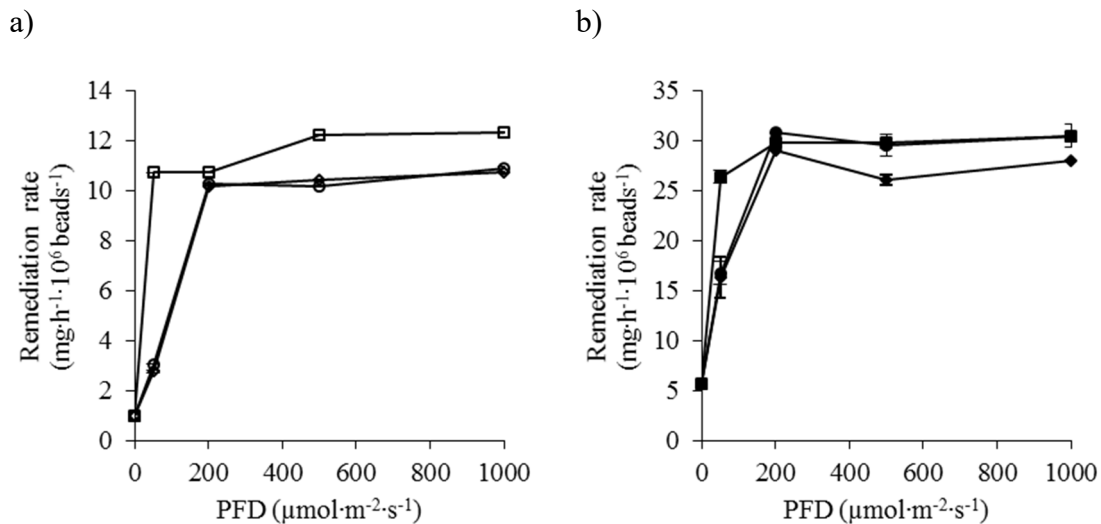 a)
b)
Remediation rate
(mg·h⁻¹·10⁶ beads⁻¹)
14
12
10
8
6
4
2
0
0 200 400 600 800 1000
PFD (µmol·m⁻²·s⁻¹)
Remediation rate
(mg·h⁻¹·10⁶ beads⁻¹)
35
30
25
20
15
10
5
0
0 200 400 600 800 1000
PFD (µmol·m⁻²·s⁻¹)